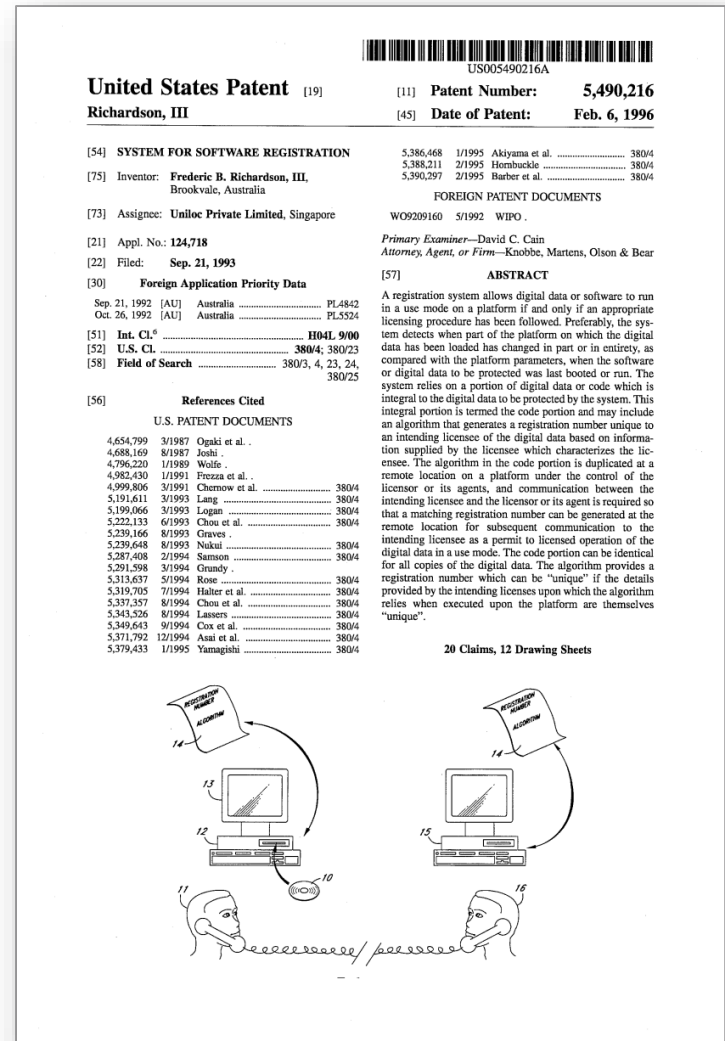 US005490216A
United States Patent [19]
Richardson, III
[11] Patent Number: 5,490,216
[45] Date of Patent: Feb. 6, 1996
[54] SYSTEM FOR SOFTWARE REGISTRATION
[75] Inventor: Frederic B. Richardson, III,
Brookvale, Australia
[73] Assignee: Uniloc Private Limited, Singapore
[21] Appl. No.: 124,718
[22] Filed: Sep. 21, 1993
[30] Foreign Application Priority Data
Sep. 21, 1992 [AU] Australia ................................ PL4842
Oct. 26, 1992 [AU] Australia ................................ PL5524
[51] Int. Cl.⁶ .............................................. H04L 9/00
[52] U.S. Cl. ........................................ 380/4; 380/23
[58] Field of Search ............................ 380/3, 4, 23, 24,
380/25
[56] References Cited
U.S. PATENT DOCUMENTS
4,654,799 3/1987 Ogaki et al. .
4,688,169 8/1987 Joshi .
4,796,220 1/1989 Wolfe .
4,982,430 1/1991 Frezza et al. .
4,999,806 3/1991 Chernow et al. ........................... 380/4
5,191,611 3/1993 Lang ........................................... 380/4
5,199,066 3/1993 Logan ......................................... 380/4
5,222,133 6/1993 Chou et al. ................................. 380/4
5,239,166 8/1993 Graves .
5,239,648 8/1993 Nukui ......................................... 380/4
5,287,408 2/1994 Samson ...................................... 380/4
5,291,598 3/1994 Grundy .
5,313,637 5/1994 Rose ........................................... 380/4
5,319,705 7/1994 Halter et al. ................................ 380/4
5,337,357 8/1994 Chou et al. ................................. 380/4
5,343,526 8/1994 Lassers ....................................... 380/4
5,349,643 9/1994 Cox et al. ................................... 380/4
5,371,792 12/1994 Asai et al. ................................. 380/4
5,379,433 1/1995 Yamagishi .................................. 380/4
5,386,468 1/1995 Akiyama et al. ........................... 380/4
5,388,211 2/1995 Hornbuckle ................................ 380/4
5,390,297 2/1995 Barber et al. ............................... 380/4
FOREIGN PATENT DOCUMENTS
WO9209160 5/1992 WIPO .
Primary Examiner—David C. Cain
Attorney, Agent, or Firm—Knobbe, Martens, Olson & Bear
[57] ABSTRACT
A registration system allows digital data or software to run
in a use mode on a platform if and only if an appropriate
licensing procedure has been followed. Preferably, the sys-
tem detects when part of the platform on which the digital
data has been loaded has changed in part or in entirety, as
compared with the platform parameters, when the software
or digital data to be protected was last booted or run. The
system relies on a portion of digital data or code which is
integral to the digital data to be protected by the system. This
integral portion is termed the code portion and may include
an algorithm that generates a registration number unique to
an intending licensee of the digital data based on informa-
tion supplied by the licensee which characterizes the lic-
ensee. The algorithm in the code portion is duplicated at a
remote location on a platform under the control of the
licensor or its agents, and communication between the
intending licensee and the licensor or its agent is required so
that a matching registration number can be generated at the
remote location for subsequent communication to the
intending licensee as a permit to licensed operation of the
digital data in a use mode. The code portion can be identical
for all copies of the digital data. The algorithm provides a
registration number which can be "unique" if the details
provided by the intending licenses upon which the algorithm
relies when executed upon the platform are themselves
"unique".
20 Claims, 12 Drawing Sheets
REGISTRATION
NUMBER
ALGORITHM
14
13
12
10
11
REGISTRATION
NUMBER
ALGORITHM
14
15
16